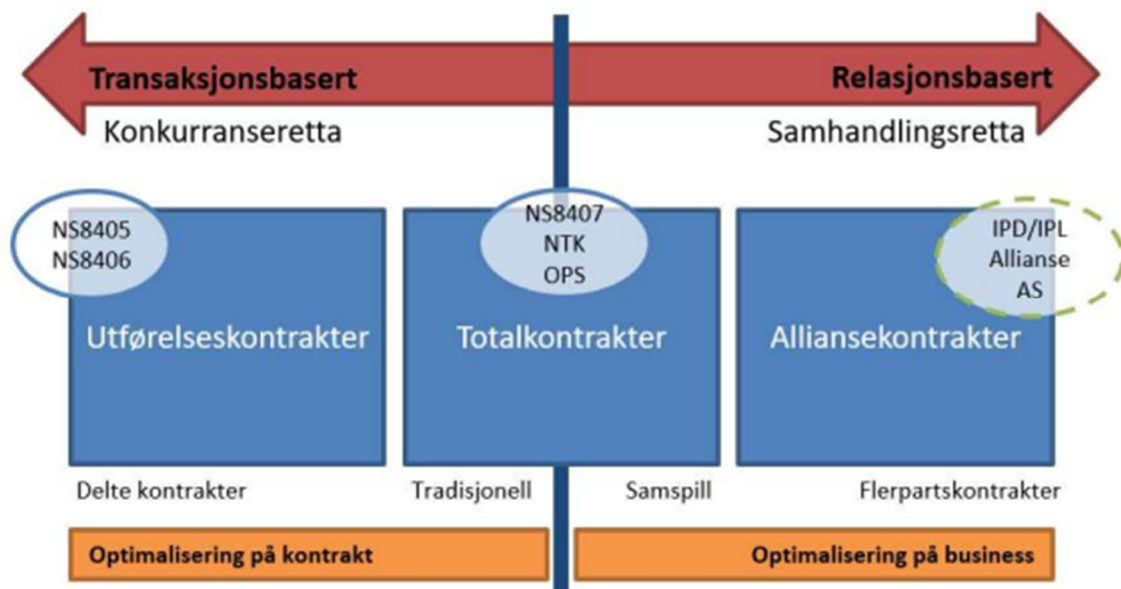 Transaksjonsbasert
Relasjonsbasert
Konkurranseretta
Samhandlingsretta
NS8405
NS8406
NS8407
NTK
OPS
IPD/IPL
Allianse
AS
Utførelseskontrakter
Totalkontrakter
Alliansekontrakter
Delte kontrakter
Tradisjonell
Samspill
Flerpartskontrakter
Optimalisering på kontrakt
Optimalisering på business